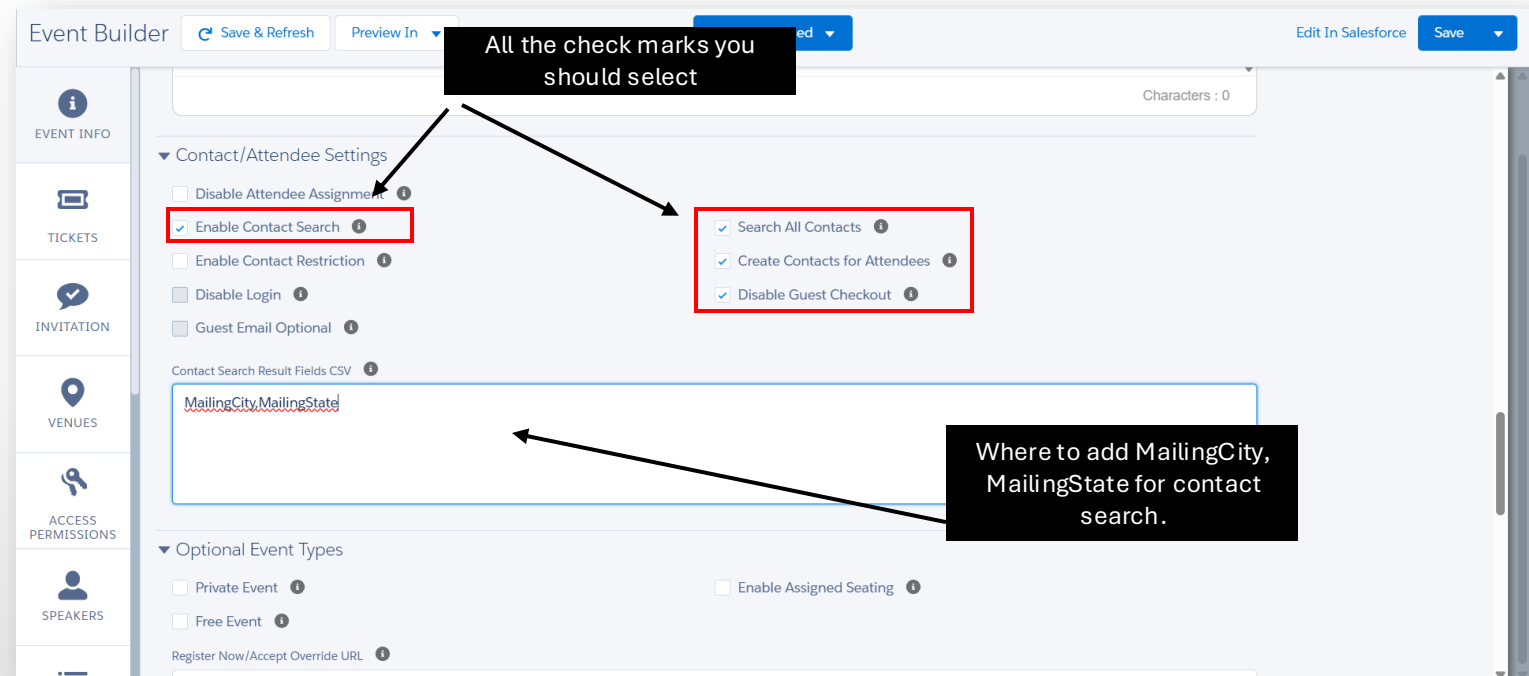 Event Builder
Save & Refresh
Preview In
ed
Edit In Salesforce
Save
All the check marks you
should select
EVENT INFO
Characters : 0
Contact/Attendee Settings
Disable Attendee Assignment
Enable Contact Search
Search All Contacts
TICKETS
Enable Contact Restriction
Create Contacts for Attendees
Disable Login
Disable Guest Checkout
INVITATION
Guest Email Optional
Contact Search Result Fields CSV
MailingCity,MailingState
VENUES
Where to add MailingCity,
MailingState for contact
search.
ACCESS
PERMISSIONS
Optional Event Types
Private Event
Enable Assigned Seating
SPEAKERS
Free Event
Register Now/Accept Override URL